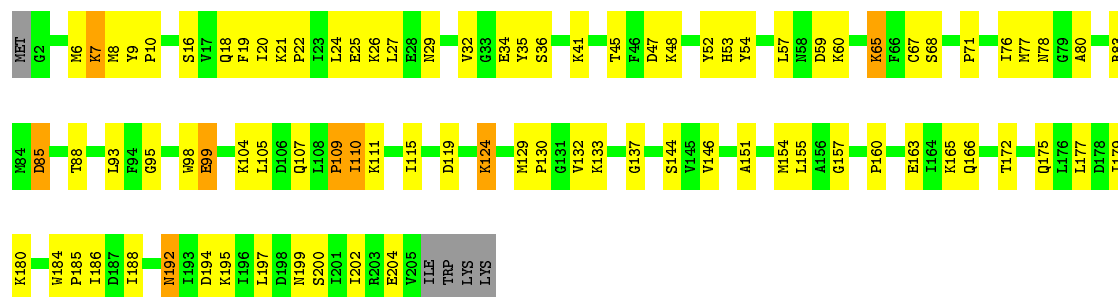 MET G2 M6 K7 M8 Y9 P10 S16 V17 Q18 F19 I20 K21 P22 I23 L24 E25 K26 L27 E28 N29 V32 G33 E34 Y35 S36 K41 T45 F46 D47 K48 Y52 H53 Y54 L57 N58 D59 K60 K65 F66 C67 S68 P71 I76 M77 N78 G79 A80
M84 D85 T88 L93 F94 G95 W98 E99 K104 L105 D106 Q107 L108 P109 I110 K111 I115 D119 K124 M129 P130 G131 V132 K133 G137 S144 V145 V146 A151 M154 L155 A156 G157 P160 E163 I164 K165 Q166 T172 Q175 L176 L177 D178
K180 W184 P185 I186 D187 I188 N192 I193 D194 K195 I196 L197 D198 N199 S200 I201 I202 R203 E204 V205 ILE TRP LYS LYS